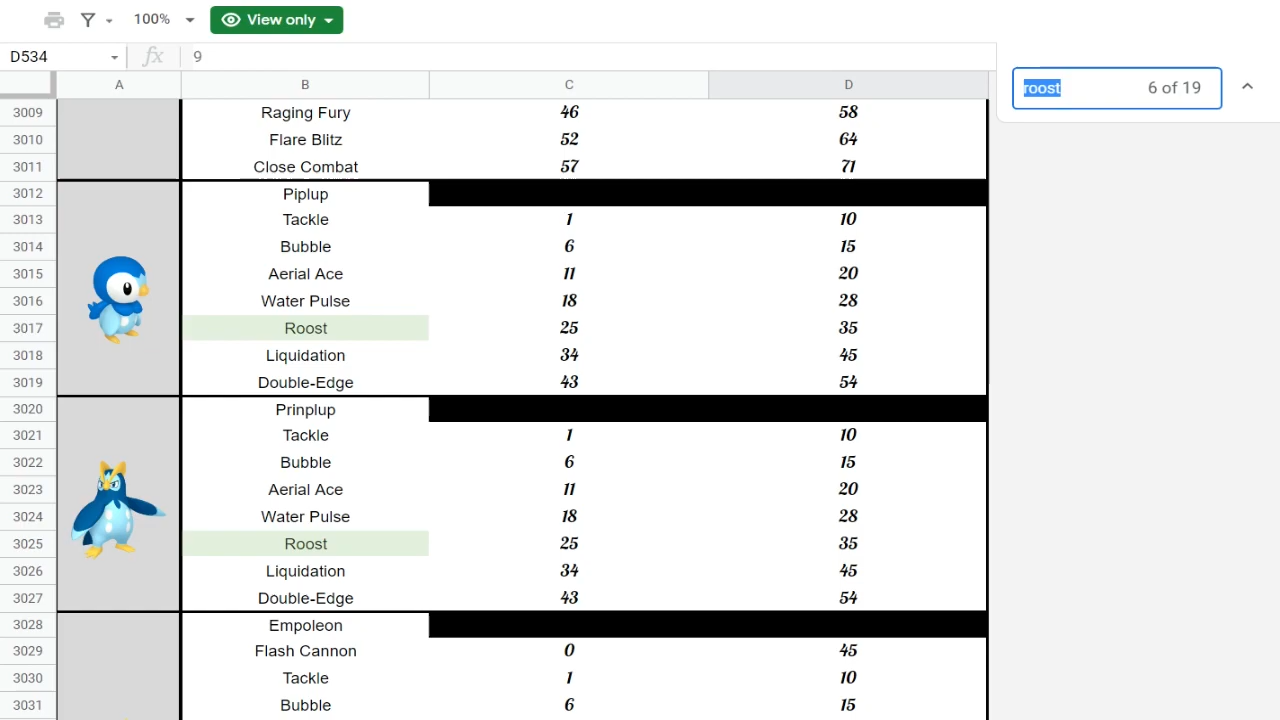 100% View only
D534 fx 9
roost 6 of 19
A B C D
3009 Raging Fury 46 58
3010 Flare Blitz 52 64
3011 Close Combat 57 71
3012 Piplup
3013 Tackle 1 10
3014 Bubble 6 15
3015 Aerial Ace 11 20
3016 Water Pulse 18 28
3017 Roost 25 35
3018 Liquidation 34 45
3019 Double-Edge 43 54
3020 Prinplup
3021 Tackle 1 10
3022 Bubble 6 15
3023 Aerial Ace 11 20
3024 Water Pulse 18 28
3025 Roost 25 35
3026 Liquidation 34 45
3027 Double-Edge 43 54
3028 Empoleon
3029 Flash Cannon 0 45
3030 Tackle 1 10
3031 Bubble 6 15